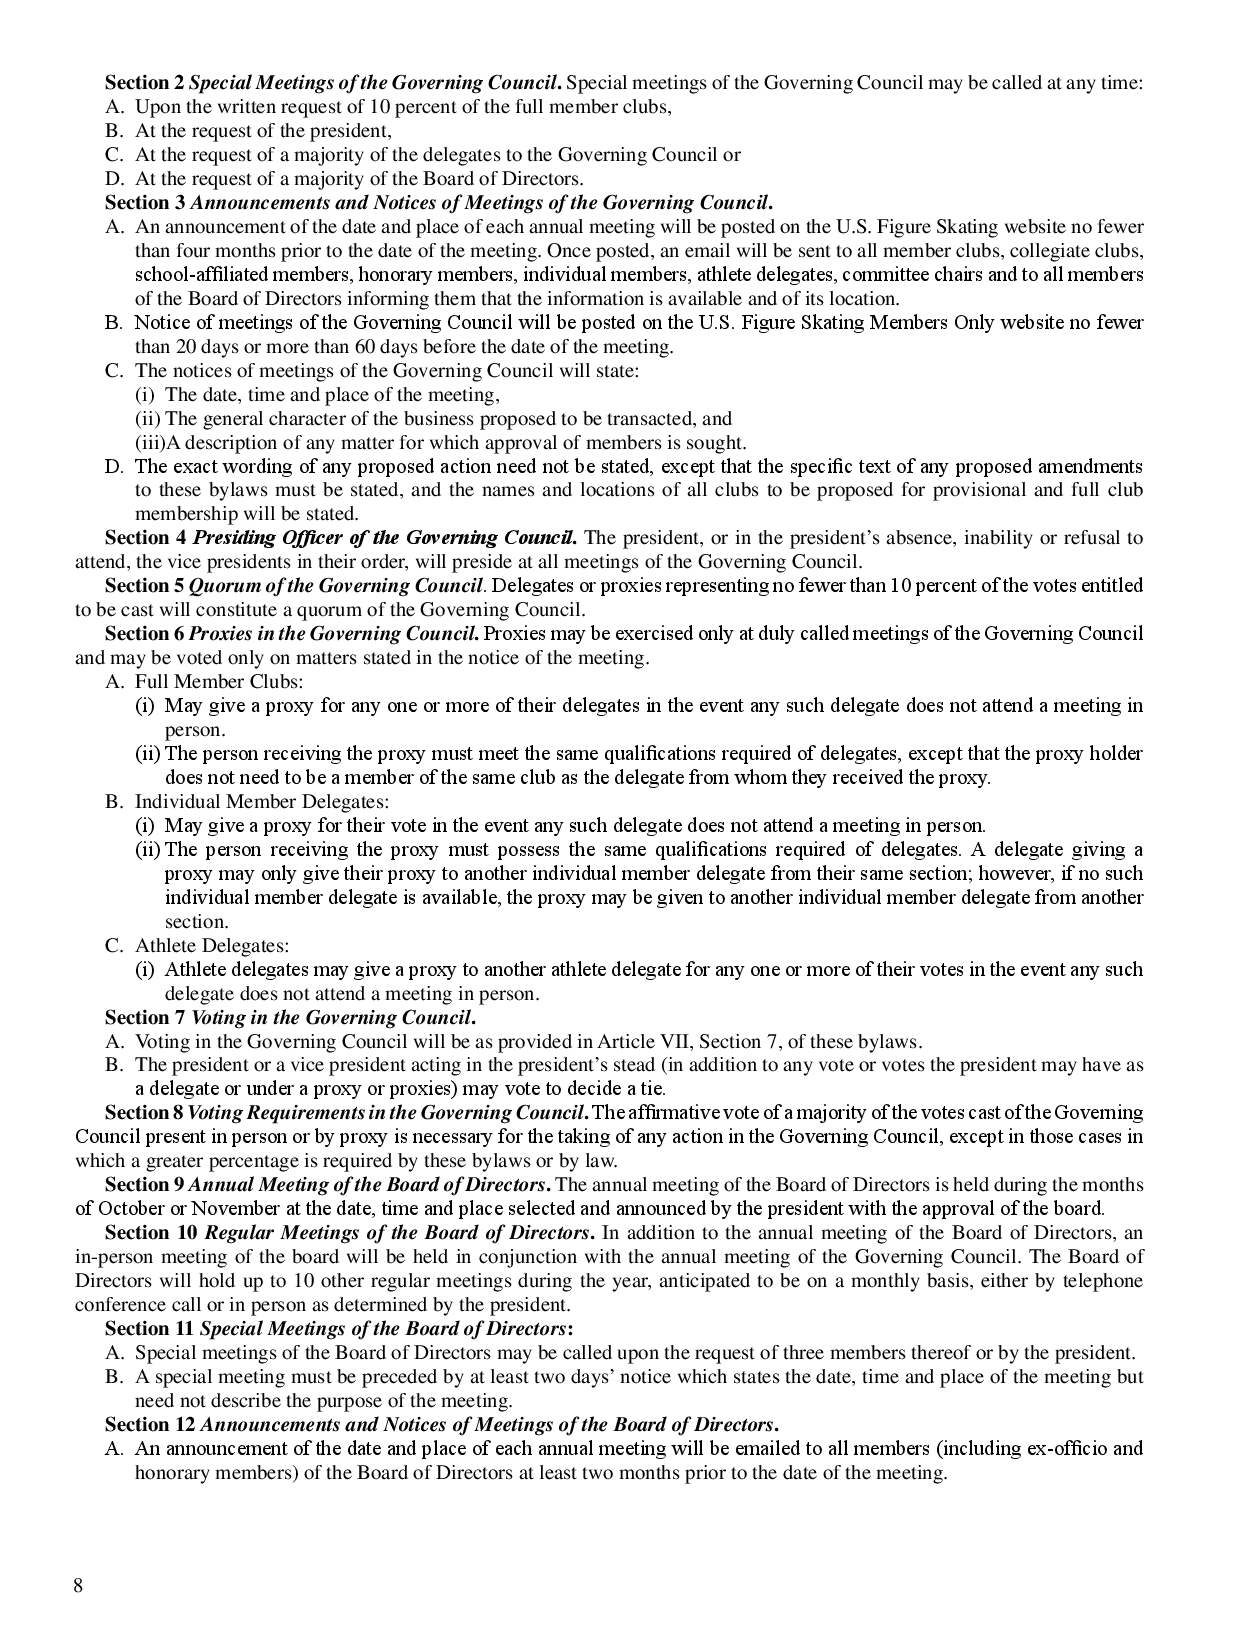 Section 2 Special Meetings of the Governing Council. Special meetings of the Governing Council may be called at any time:
A. Upon the written request of 10 percent of the full member clubs,
B. At the request of the president,
C. At the request of a majority of the delegates to the Governing Council or
D. At the request of a majority of the Board of Directors.
Section 3 Announcements and Notices of Meetings of the Governing Council.
A. An announcement of the date and place of each annual meeting will be posted on the U.S. Figure Skating website no fewer
than four months prior to the date of the meeting. Once posted, an email will be sent to all member clubs, collegiate clubs,
school-affiliated members, honorary members, individual members, athlete delegates, committee chairs and to all members
of the Board of Directors informing them that the information is available and of its location.
B. Notice of meetings of the Governing Council will be posted on the U.S. Figure Skating Members Only website no fewer
than 20 days or more than 60 days before the date of the meeting.
C. The notices of meetings of the Governing Council will state:
(i) The date, time and place of the meeting,
(ii) The general character of the business proposed to be transacted, and
(iii)A description of any matter for which approval of members is sought.
D. The exact wording of any proposed action need not be stated, except that the specific text of any proposed amendments
to these bylaws must be stated, and the names and locations of all clubs to be proposed for provisional and full club
membership will be stated.
Section 4 Presiding Officer of the Governing Council. The president, or in the president's absence, inability or refusal to
attend, the vice presidents in their order, will preside at all meetings of the Governing Council.
Section 5 Quorum of the Governing Council. Delegates or proxies representing no fewer than 10 percent of the votes entitled
to be cast will constitute a quorum of the Governing Council.
Section 6 Proxies in the Governing Council. Proxies may be exercised only at duly called meetings of the Governing Council
and may be voted only on matters stated in the notice of the meeting.
A. Full Member Clubs:
(i) May give a proxy for any one or more of their delegates in the event any such delegate does not attend a meeting in
person.
(ii) The person receiving the proxy must meet the same qualifications required of delegates, except that the proxy holder
does not need to be a member of the same club as the delegate from whom they received the proxy.
B. Individual Member Delegates:
(i) May give a proxy for their vote in the event any such delegate does not attend a meeting in person.
(ii) The person receiving the proxy must possess the same qualifications required of delegates. A delegate giving a
proxy may only give their proxy to another individual member delegate from their same section; however, if no such
individual member delegate is available, the proxy may be given to another individual member delegate from another
section.
C. Athlete Delegates:
(i) Athlete delegates may give a proxy to another athlete delegate for any one or more of their votes in the event any such
delegate does not attend a meeting in person.
Section 7 Voting in the Governing Council.
A. Voting in the Governing Council will be as provided in Article VII, Section 7, of these bylaws.
B. The president or a vice president acting in the president's stead (in addition to any vote or votes the president may have as
a delegate or under a proxy or proxies) may vote to decide a tie.
Section 8 Voting Requirements in the Governing Council. The affirmative vote of a majority of the votes cast of the Governing
Council present in person or by proxy is necessary for the taking of any action in the Governing Council, except in those cases in
which a greater percentage is required by these bylaws or by law.
Section 9 Annual Meeting of the Board of Directors. The annual meeting of the Board of Directors is held during the months
of October or November at the date, time and place selected and announced by the president with the approval of the board.
Section 10 Regular Meetings of the Board of Directors. In addition to the annual meeting of the Board of Directors, an
in-person meeting of the board will be held in conjunction with the annual meeting of the Governing Council. The Board of
Directors will hold up to 10 other regular meetings during the year, anticipated to be on a monthly basis, either by telephone
conference call or in person as determined by the president.
Section 11 Special Meetings of the Board of Directors:
A. Special meetings of the Board of Directors may be called upon the request of three members thereof or by the president.
B. A special meeting must be preceded by at least two days' notice which states the date, time and place of the meeting but
need not describe the purpose of the meeting.
Section 12 Announcements and Notices of Meetings of the Board of Directors.
A. An announcement of the date and place of each annual meeting will be emailed to all members (including ex-officio and
honorary members) of the Board of Directors at least two months prior to the date of the meeting.
8